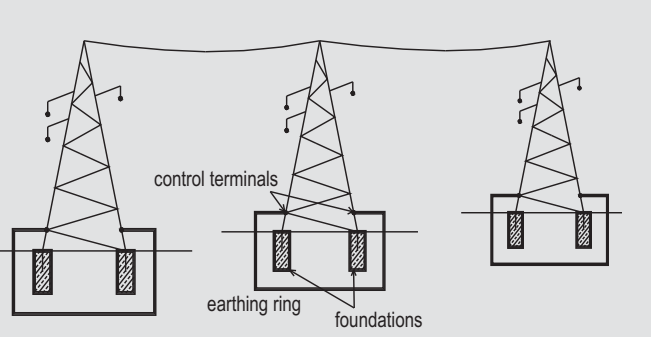 control terminals
earthing ring
foundations